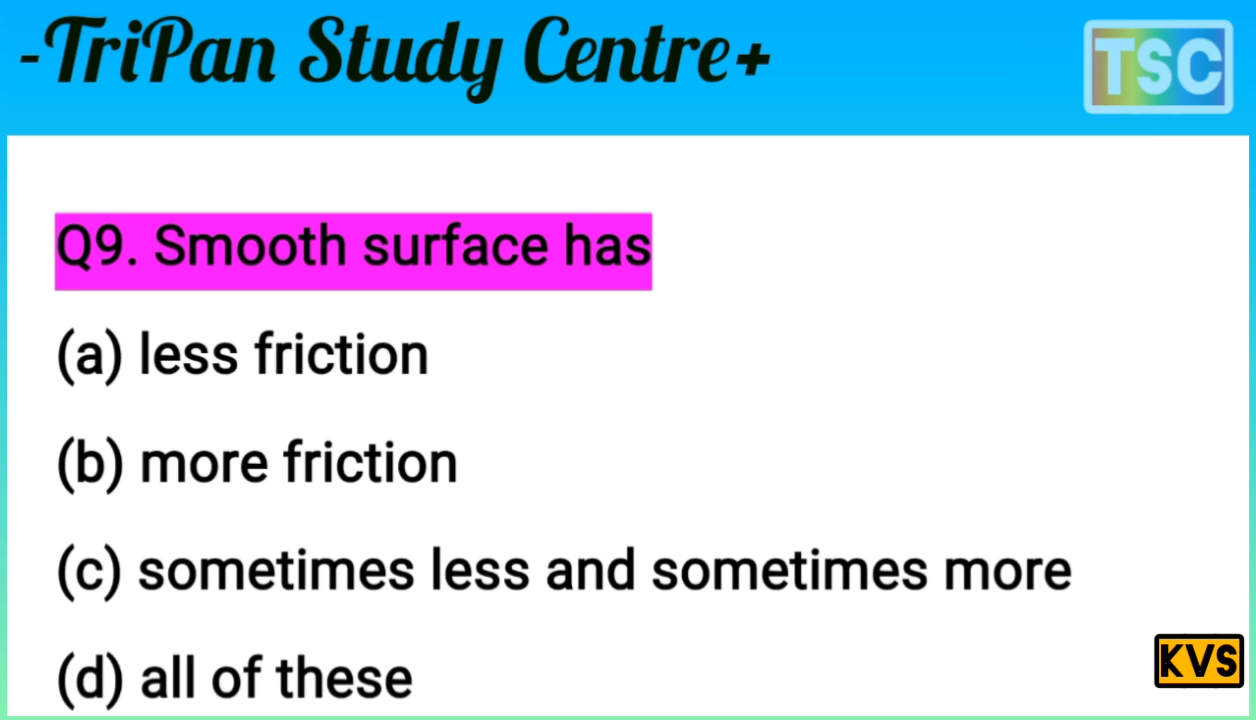 -TriPan Study Centre+
TSC
Q9. Smooth surface has
(a) less friction
(b) more friction
(c) sometimes less and sometimes more
(d) all of these
KVS